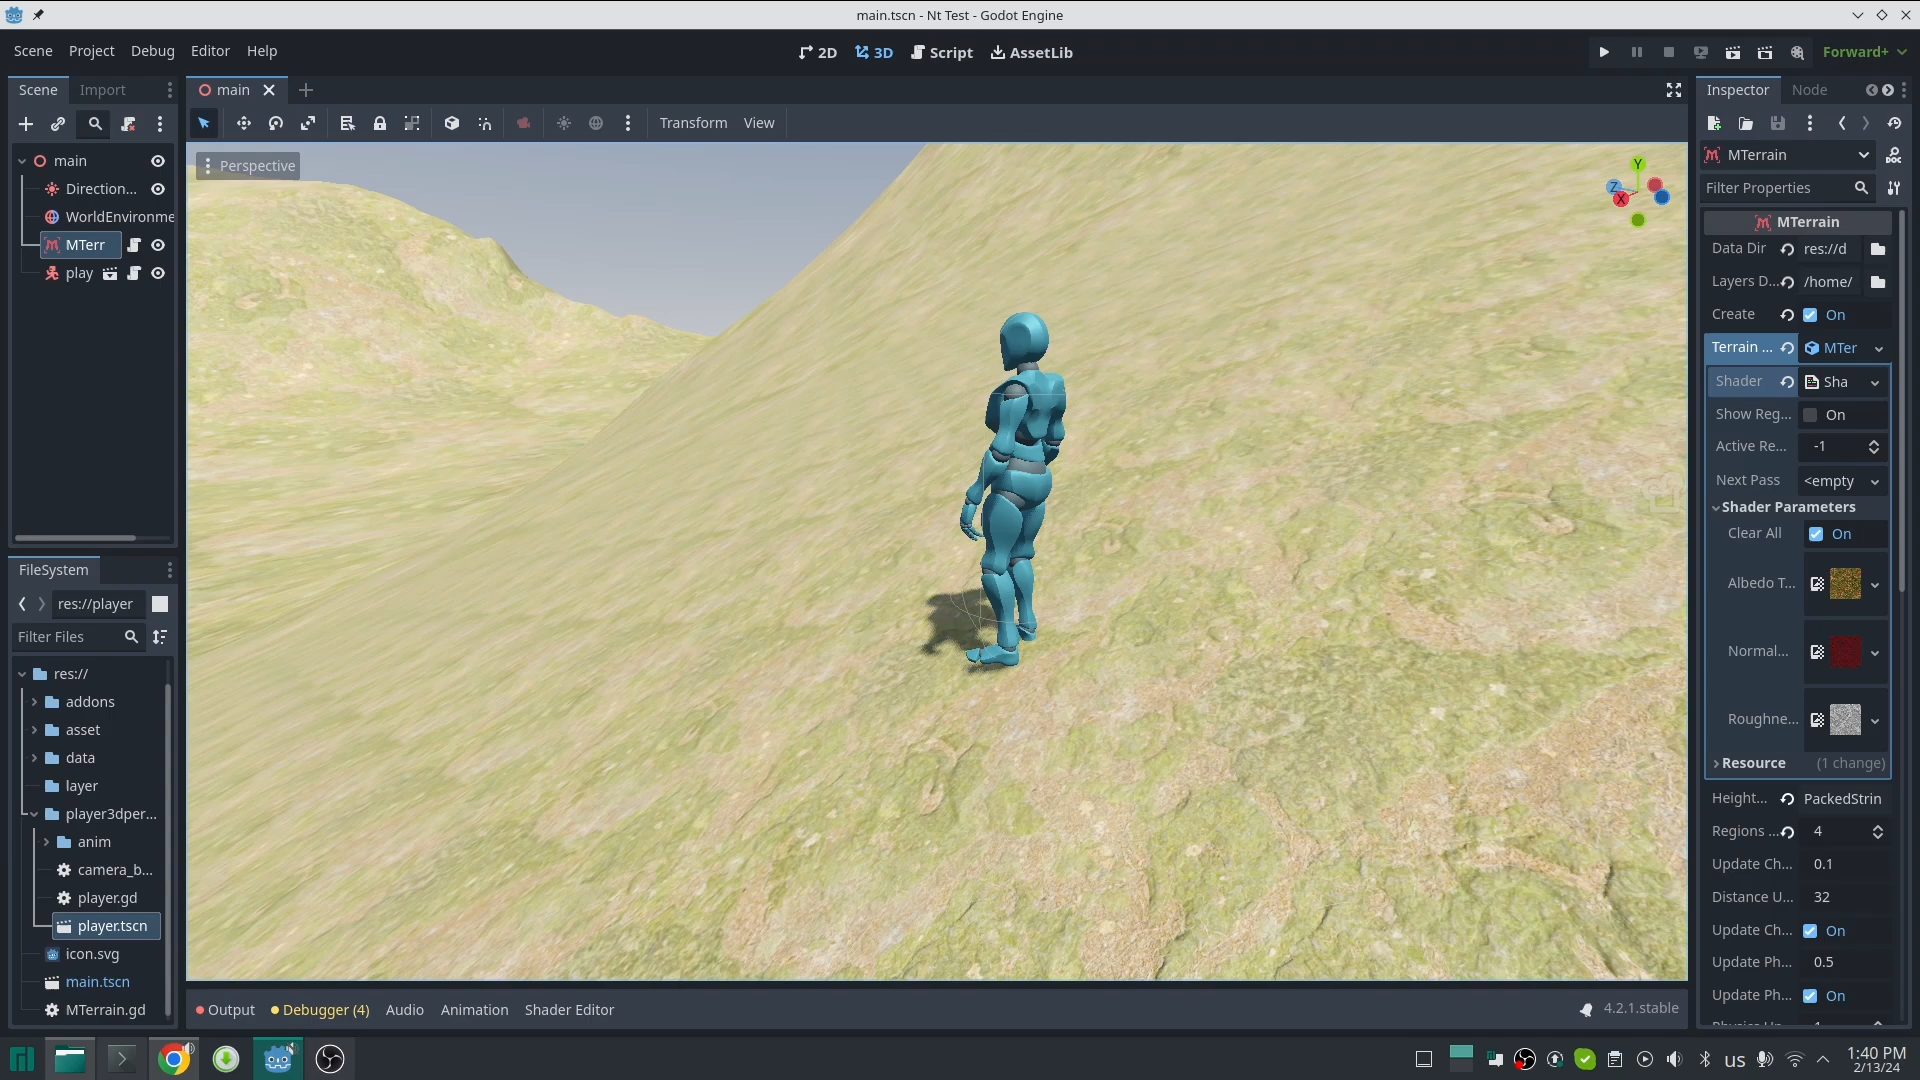 main.tscn - Nt Test - Godot Engine
Scene Project Debug Editor Help
2D 3D Script AssetLib
Forward+
Scene Import
main
Transform View
Perspective
Y
Z
X
main
Direction...
WorldEnvironme
MTerr
play
FileSystem
res://player
Filter Files
res://
addons
asset
data
layer
player3dper...
anim
camera_b...
player.gd
player.tscn
icon.svg
main.tscn
MTerrain.gd
Output Debugger (4) Audio Animation Shader Editor
4.2.1.stable
Inspector Node
MTerrain
DOC
Filter Properties
MTerrain
Data Dir res://d
Layers D... /home/
Create On
Terrain ... MTer
Shader Sha
Show Reg... On
Active Re... -1
Next Pass <empty
Shader Parameters
Clear All On
Albedo T...
Normal...
Roughne...
Resource (1 change)
Height... PackedStrin
Regions ... 4
Update Ch... 0.1
Distance U... 32
Update Ch... On
Update Ph... 0.5
Update Ph... On
us
1:40 PM
2/13/24